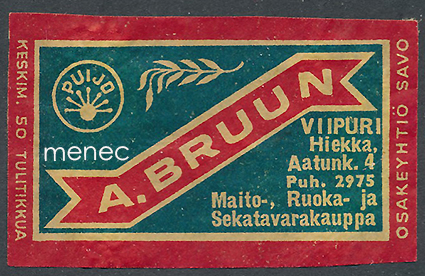 KESKIM. 50 TULITIKKUA
PUIJO
A. BRUUN
menec
VIIPURI
Hiekka,
Aatunk. 4
Puh. 2975
Maito-, Ruoka- ja
Sekatavarakauppa
OSAKEYHTIÖ SAVO